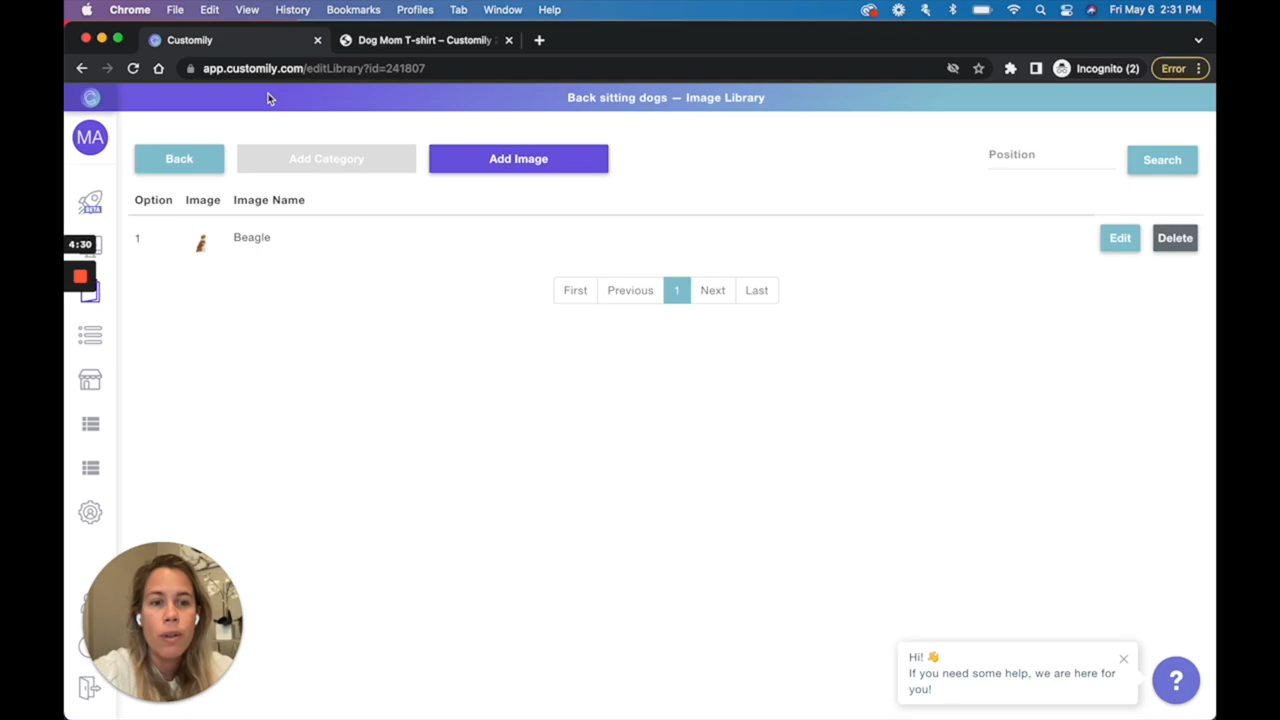 Chrome File Edit View History Bookmarks Profiles Tab Window Help Fri May 6 2:31 PM
Customily Dog Mom T-shirt – Customily
app.customily.com/editLibrary?id=241807 Incognito (2) Error
Back sitting dogs — Image Library
MA
Back Add Category Add Image Position Search
BETA
Option Image Image Name
4:30
1 Beagle Edit Delete
First Previous 1 Next Last
Hi! 👋
If you need some help, we are here for
you!
?